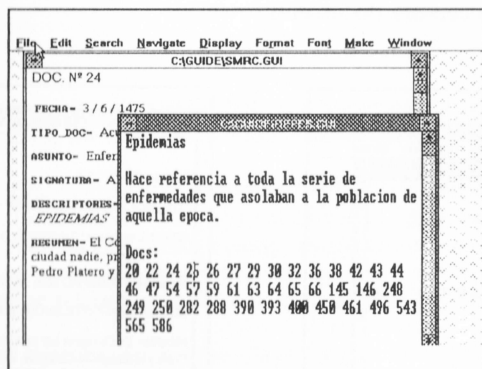 File Edit Search Navigate Display Format Font Make Window
C:\GUIDE\SMRC.GUI
DOC. Nº 24
FECHA- 3 / 6 / 1475
TIPO_DOC- Ac
ASUNTO- Enfer
SIGNATURA- A
DESCRIPTORES-
EPIDEMIAS
RESUMEN- El C
ciudad nadie, pr
Pedro Platero y
Epidemias
Hace referencia a toda la serie de
enfermedades que asolaban a la poblacion de
aquella epoca.
Docs:
20 22 24 25 26 27 29 30 32 36 38 42 43 44
46 47 54 57 59 61 63 64 65 66 145 146 248
249 250 282 288 390 393 400 450 461 496 543
565 586